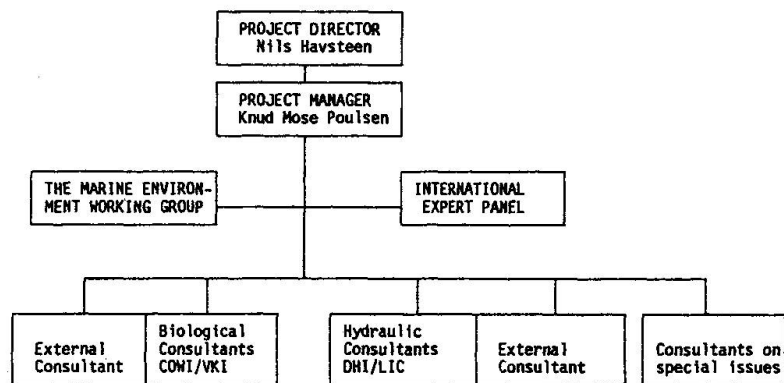 PROJECT DIRECTOR
Nils Havsteen
PROJECT MANAGER
Knud Mose Poulsen
THE MARINE ENVIRON-
MENT WORKING GROUP
INTERNATIONAL
EXPERT PANEL
External
Consultant
Biological
Consultants
COWI/VKI
Hydraulic
Consultants
DHI/LIC
External
Consultant
Consultants on
special issues